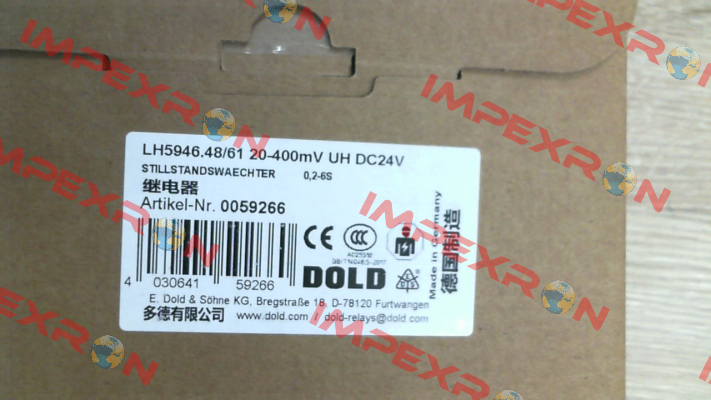 LH5946.48/61 20-400mV UH DC24V
STILLSTANDSWAECHTER 0,2-6S
继电器
Artikel-Nr. 0059266
4 030641 59266
DOLD
E. Dold & Söhne KG, Bregstraße 18 D-78120 Furtwangen
多德有限公司 www.dold.com / dold-relays@dold.com
Made in Germany
德国制造
IMPEXRON
IMPEXRON
IMPEXRON
IMPEXRON
IMPEXRON
IMPEXRON